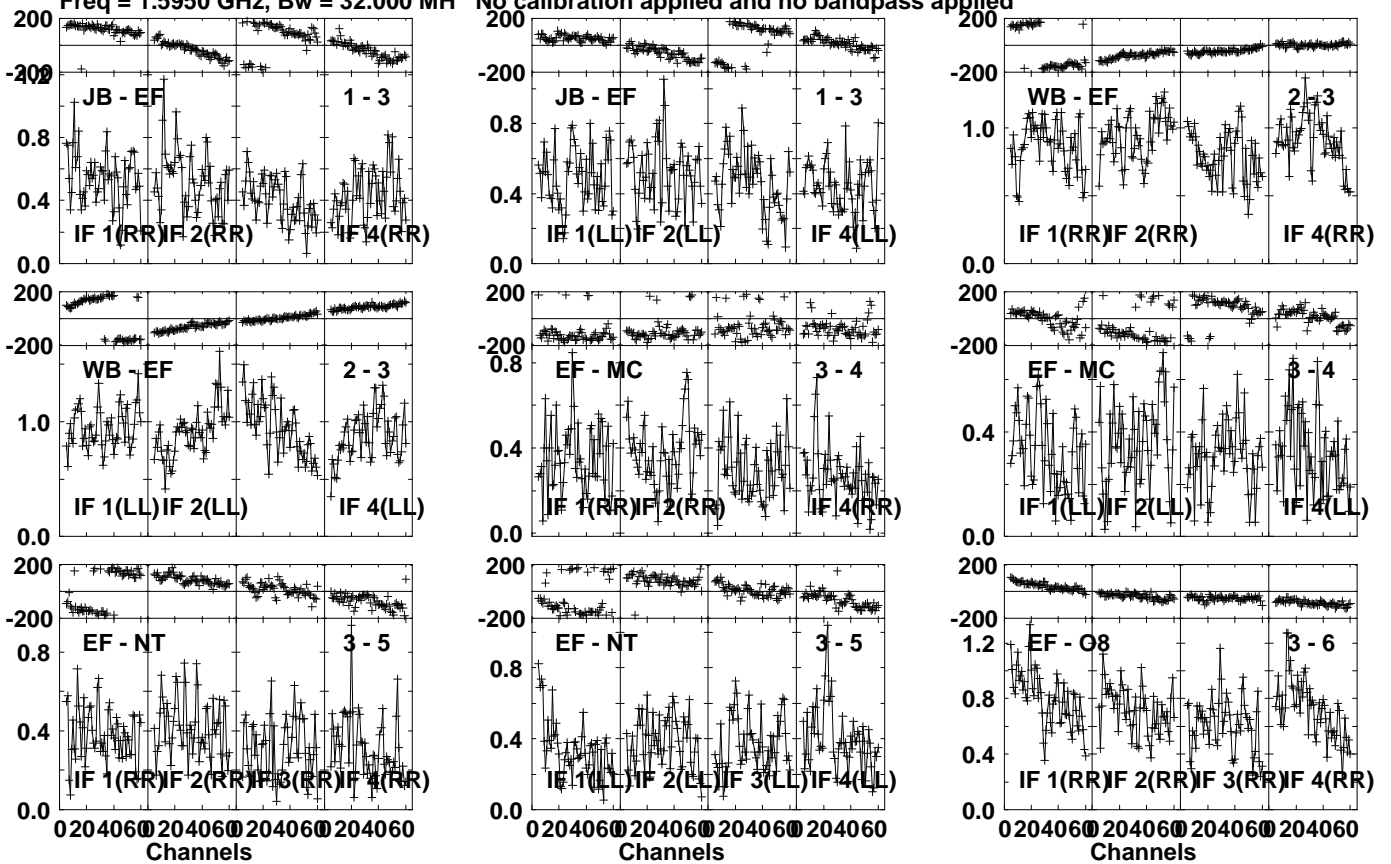 Freq = 1.5950 GHz, Bw = 32.000 MH No calibration applied and no bandpass applied
200
-200
1.2
0.8
0.4
0.0
JB - EF 1 - 3
IF 1(RR) IF 2(RR) IF 4(RR)
200
-200
0.8
0.4
0.0
JB - EF 1 - 3
IF 1(LL) IF 2(LL) IF 4(LL)
200
-200
1.0
0.0
WB - EF 2 - 3
IF 1(RR) IF 2(RR) IF 4(RR)
200
-200
1.0
0.0
WB - EF 2 - 3
IF 1(LL) IF 2(LL) IF 4(LL)
200
-200
0.8
0.4
0.0
EF - MC 3 - 4
IF 1(RR) IF 2(RR) IF 4(RR)
200
-200
0.4
0.0
EF - MC 3 - 4
IF 1(LL) IF 2(LL) IF 4(LL)
200
-200
0.8
0.4
0.0
EF - NT 3 - 5
IF 1(RR) IF 2(RR) IF 3(RR) IF 4(RR)
0 20 40 60 0 20 40 60 0 20 40 60 0 20 40 60
Channels
200
-200
0.8
0.4
0.0
EF - NT 3 - 5
IF 1(LL) IF 2(LL) IF 3(LL) IF 4(LL)
0 20 40 60 0 20 40 60 0 20 40 60 0 20 40 60
Channels
200
-200
1.2
0.8
0.4
0.0
EF - O8 3 - 6
IF 1(RR) IF 2(RR) IF 3(RR) IF 4(RR)
0 20 40 60 0 20 40 60 0 20 40 60 0 20 40 60
Channels